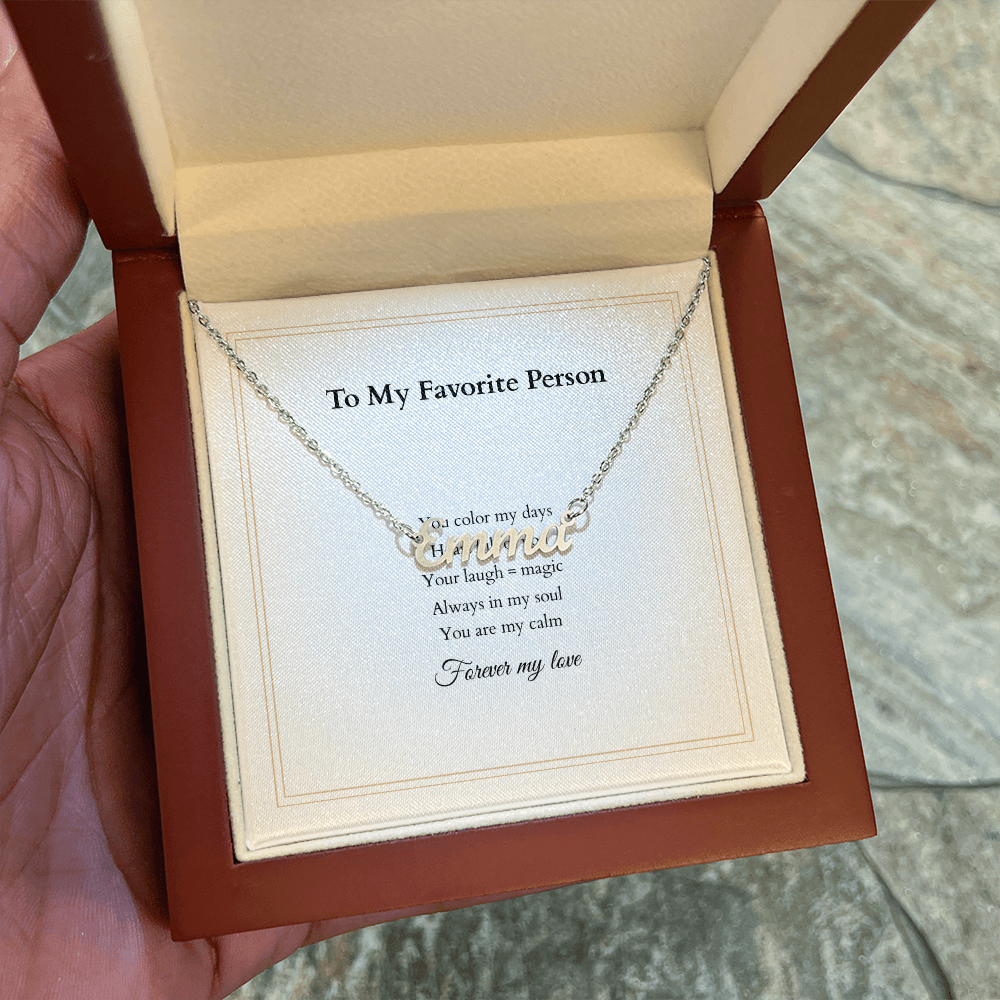 To My Favorite Person
You color my days
Emma
Your laugh = magic
Always in my soul
You are my calm
Forever my love